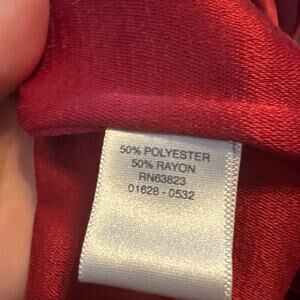 50% POLYESTER
50% RAYON
RN63823
01628 - 0532